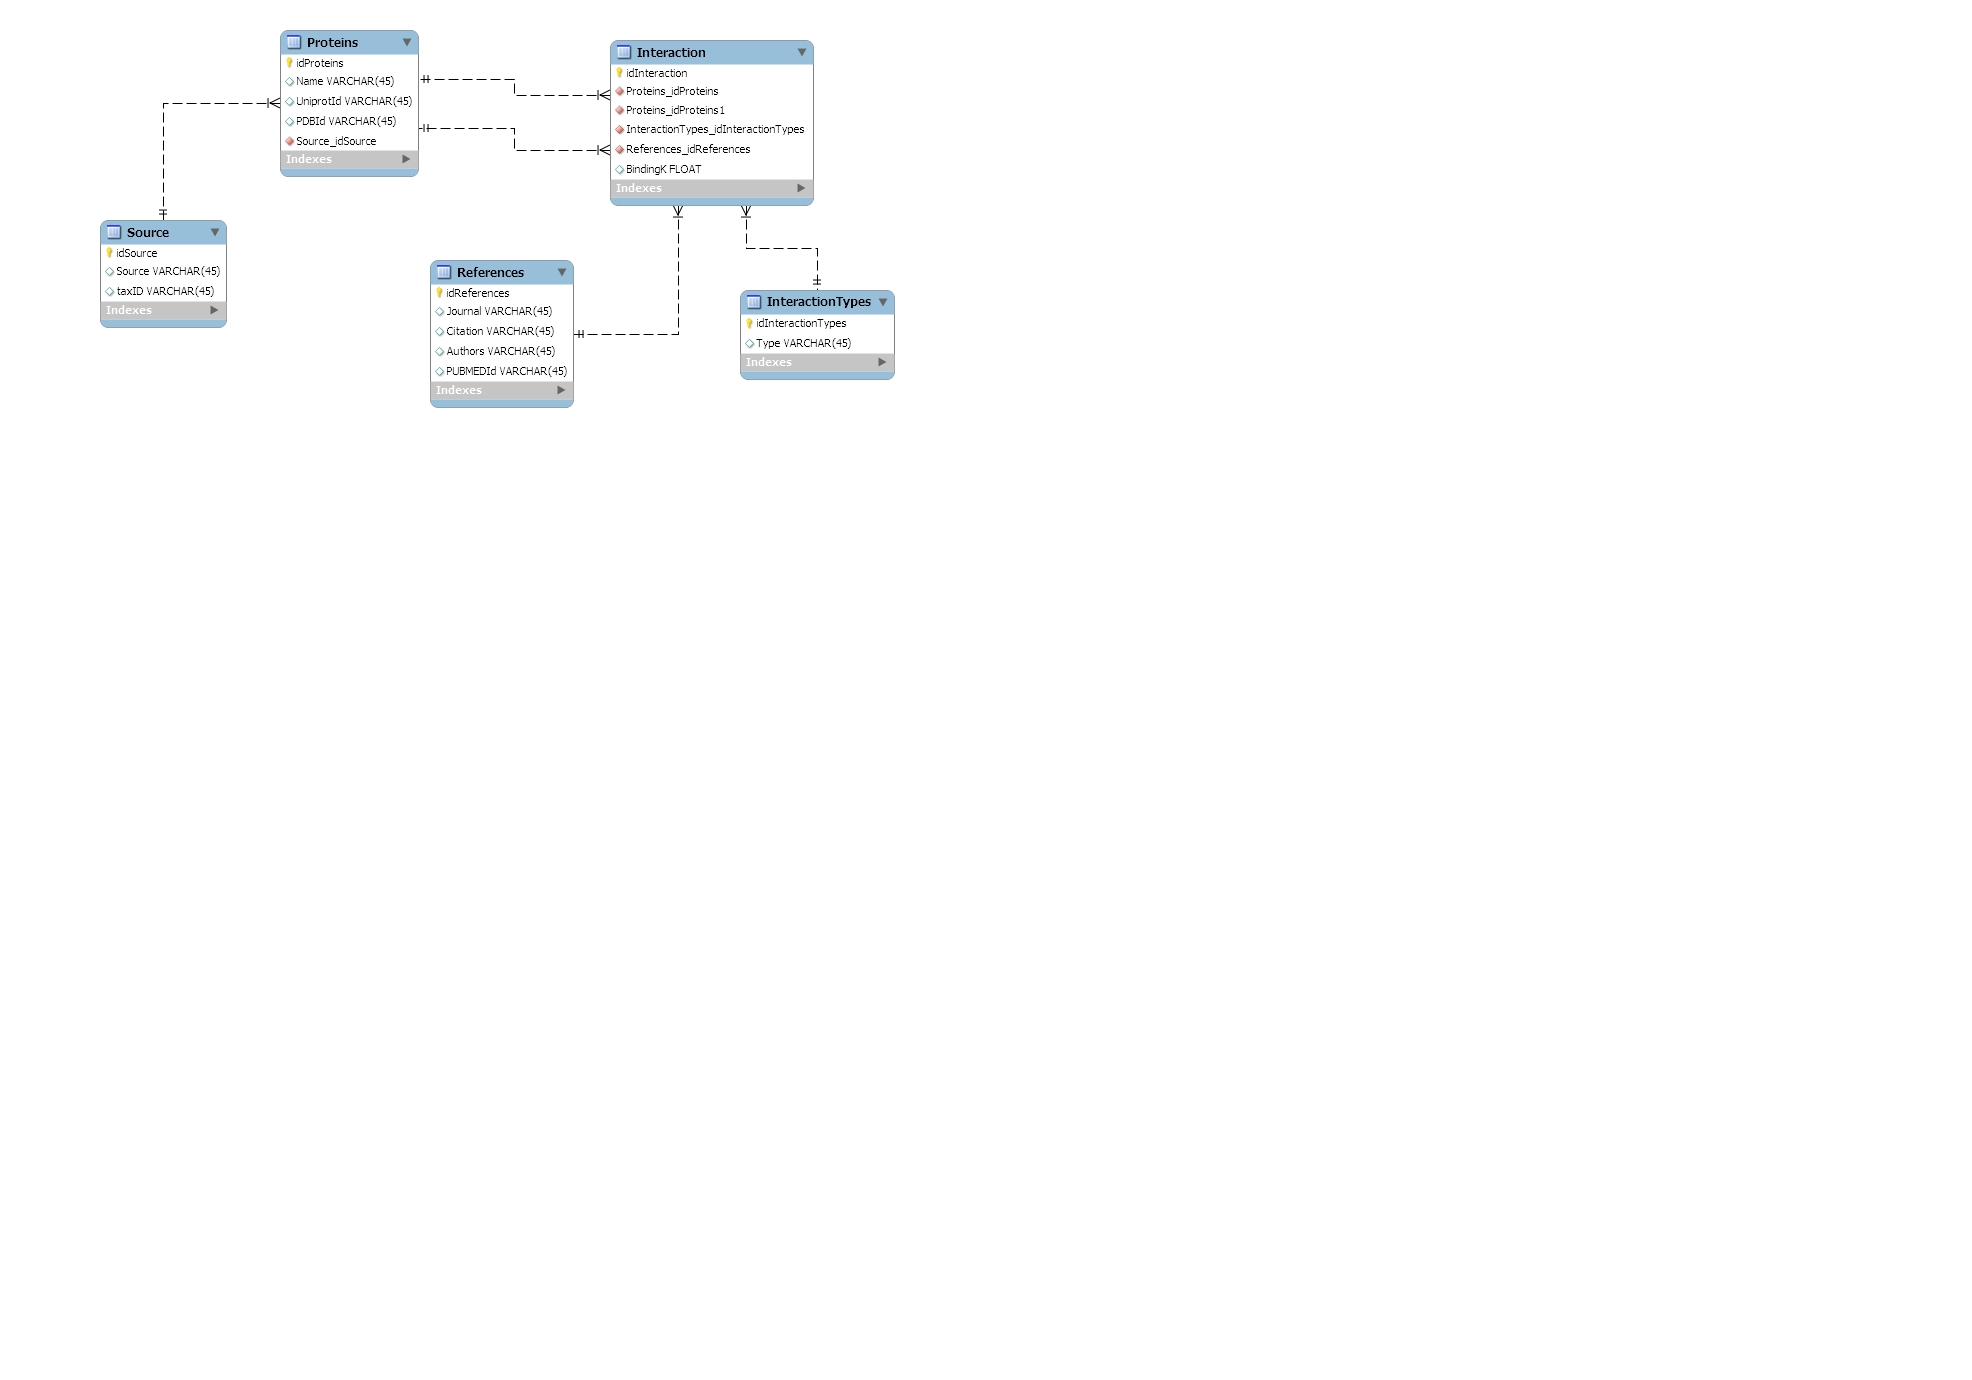 Proteins
idProteins
Name VARCHAR(45)
UniprotId VARCHAR(45)
PDBId VARCHAR(45)
Source_idSource
Indexes
Interaction
idInteraction
Proteins_idProteins
Proteins_idProteins1
InteractionTypes_idInteractionTypes
References_idReferences
BindingK FLOAT
Indexes
Source
idSource
Source VARCHAR(45)
taxID VARCHAR(45)
Indexes
References
idReferences
Journal VARCHAR(45)
Citation VARCHAR(45)
Authors VARCHAR(45)
PUBMEDId VARCHAR(45)
Indexes
InteractionTypes
idInteractionTypes
Type VARCHAR(45)
Indexes